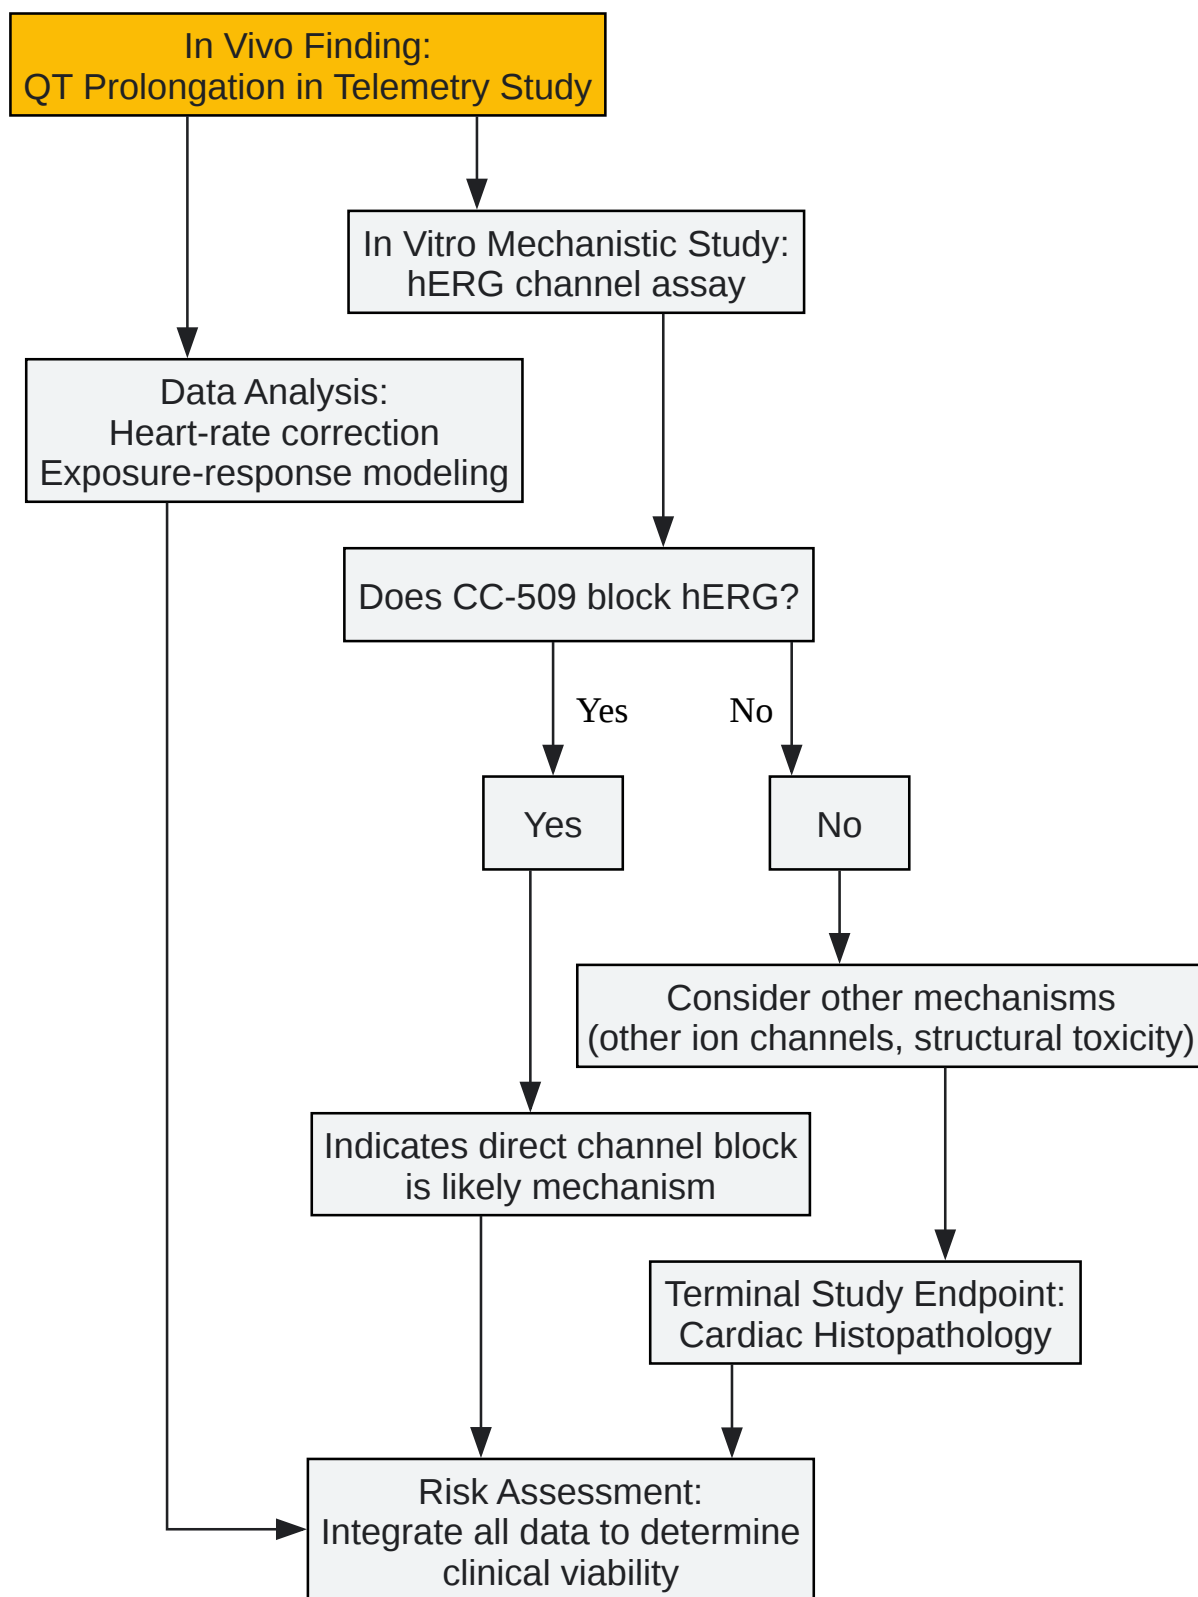 In Vivo Finding:
QT Prolongation in Telemetry Study
In Vitro Mechanistic Study:
hERG channel assay
Data Analysis:
Heart-rate correction
Exposure-response modeling
Does CC-509 block hERG?
Yes
No
Yes
No
Consider other mechanisms
(other ion channels, structural toxicity)
Indicates direct channel block
is likely mechanism
Terminal Study Endpoint:
Cardiac Histopathology
Risk Assessment:
Integrate all data to determine
clinical viability